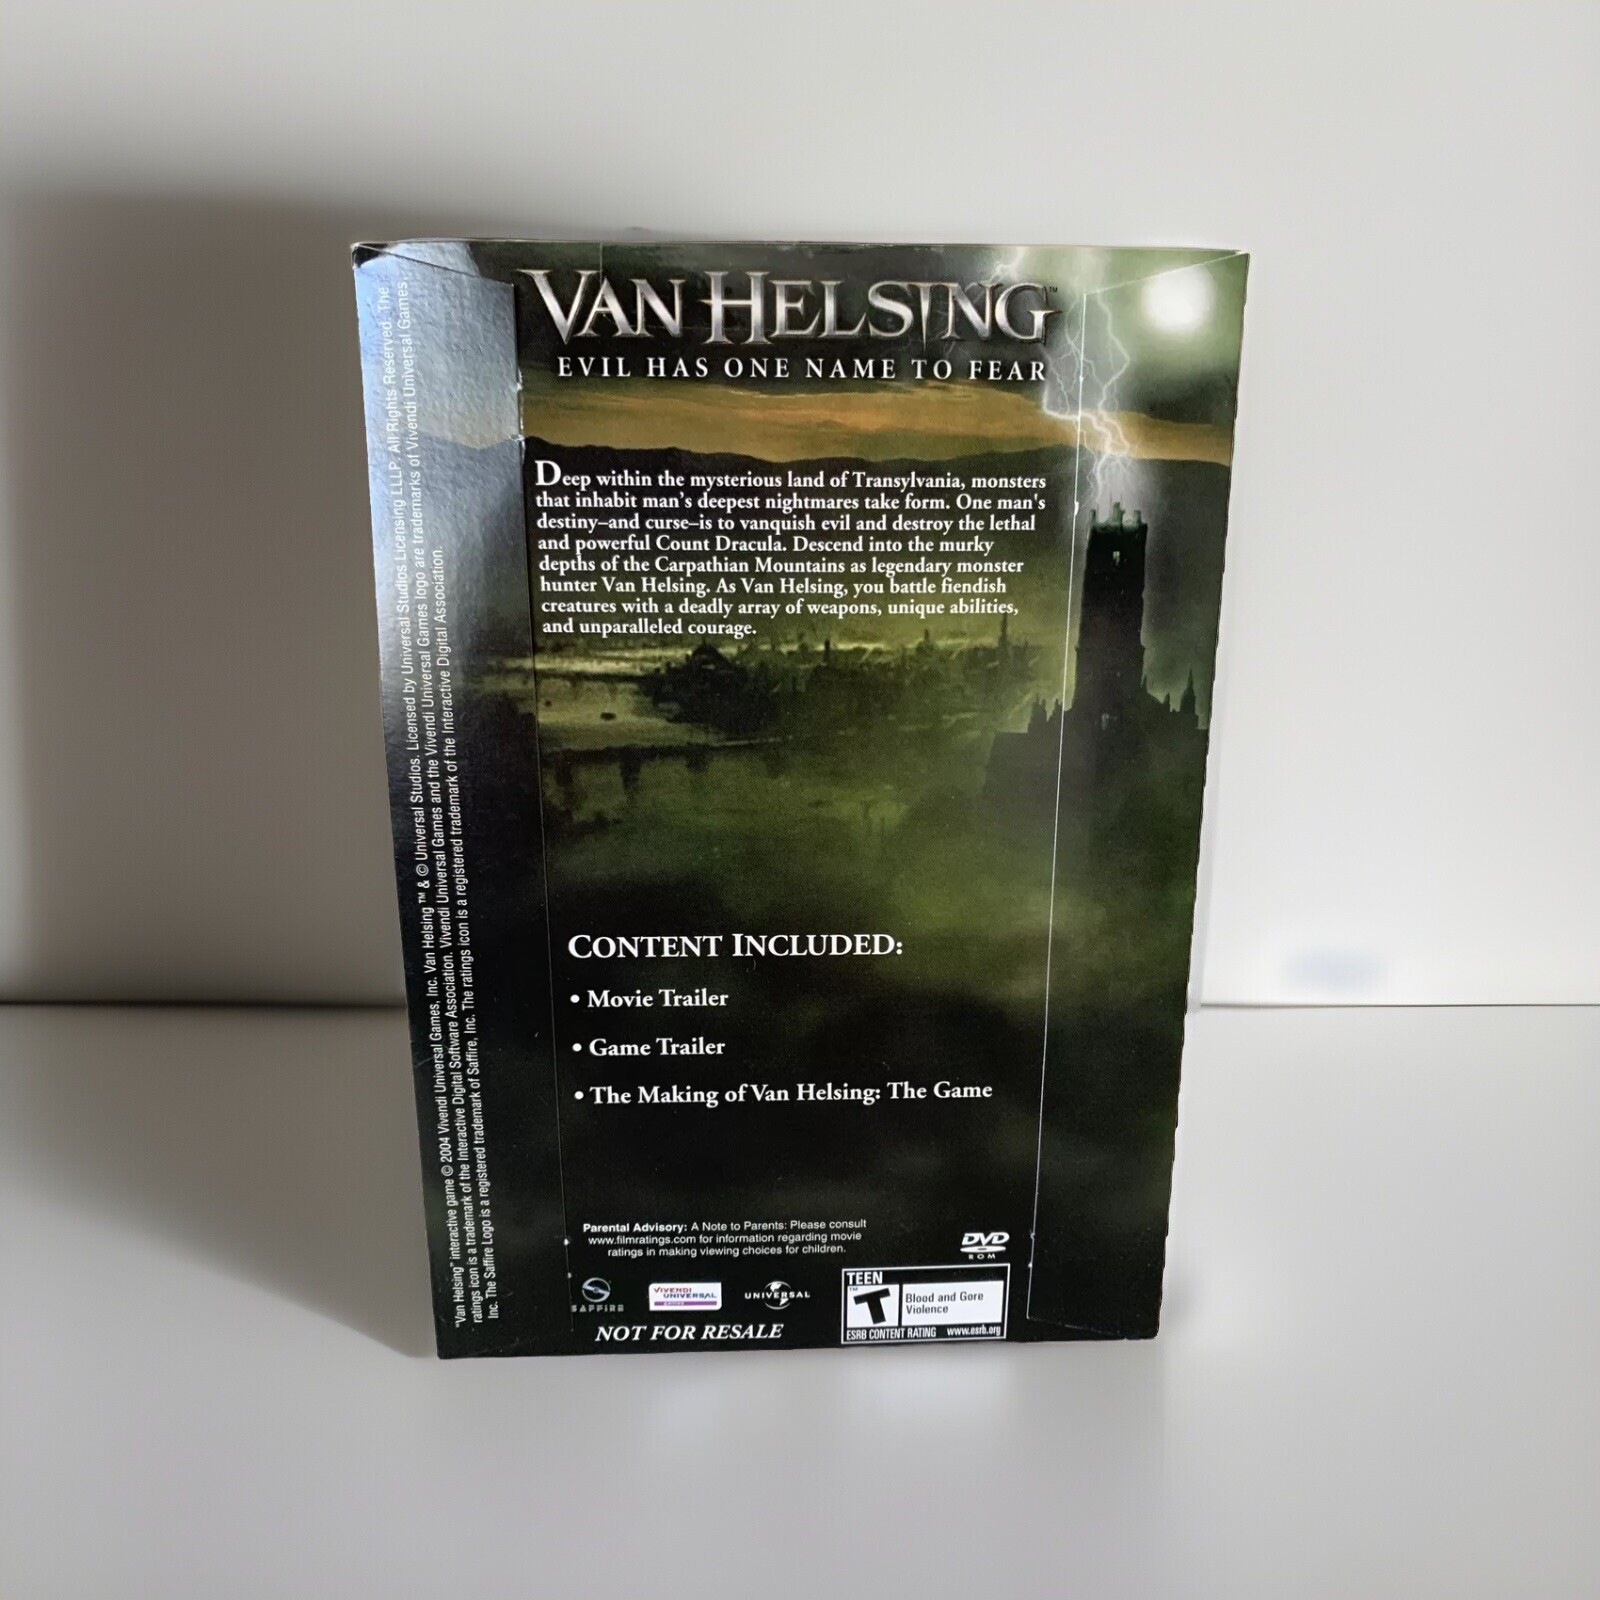 VAN HELSING™
EVIL HAS ONE NAME TO FEAR
Deep within the mysterious land of Transylvania, monsters
that inhabit man's deepest nightmares take form. One man's
destiny–and curse–is to vanquish evil and destroy the lethal
and powerful Count Dracula. Descend into the murky
depths of the Carpathian Mountains as legendary monster
hunter Van Helsing. As Van Helsing, you battle fiendish
creatures with a deadly array of weapons, unique abilities,
and unparalleled courage.
CONTENT INCLUDED:
• Movie Trailer
• Game Trailer
• The Making of Van Helsing: The Game
Parental Advisory: A Note to Parents: Please consult
www.filmratings.com for information regarding movie
ratings in making viewing choices for children.
DVD
ROM
SAFFIRE
VIVENDI
UNIVERSAL
GAMES
UNIVERSAL
NOT FOR RESALE
TEEN
T
Blood and Gore
Violence
ESRB CONTENT RATING www.esrb.org
"Van Helsing" interactive game © 2004 Vivendi Universal Games, Inc. Van Helsing ™ & © Universal Studios. Licensed by Universal Studios Licensing LLLP. All Rights Reserved. The
ratings icon is a trademark of the Interactive Digital Software Association. Vivendi Universal Games and the Vivendi Universal Games logo are trademarks of Vivendi Universal Games,
Inc. The Saffire Logo is a registered trademark of Saffire, Inc. The ratings icon is a registered trademark of the Interactive Digital Association.